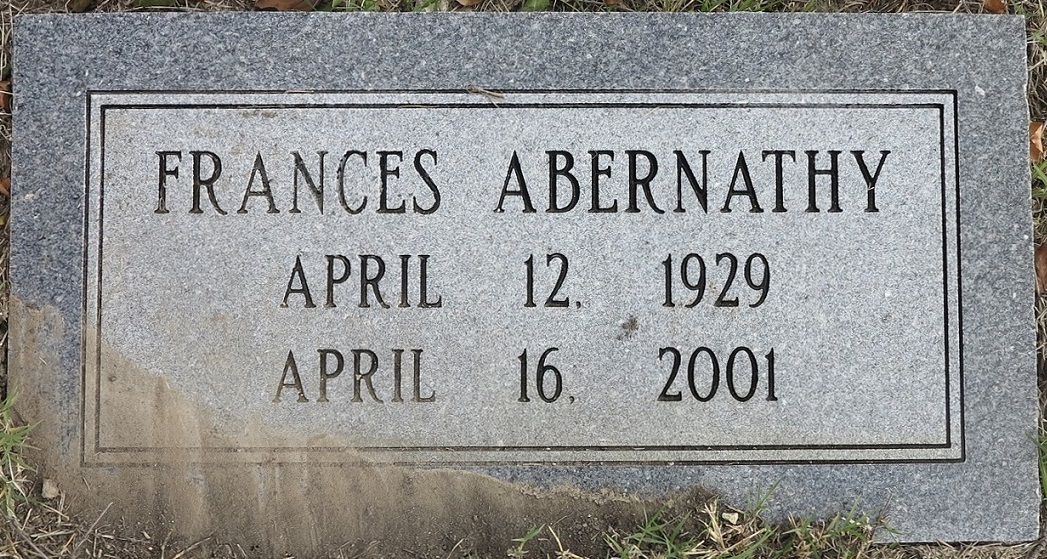 FRANCES ABERNATHY
APRIL 12, 1929
APRIL 16, 2001